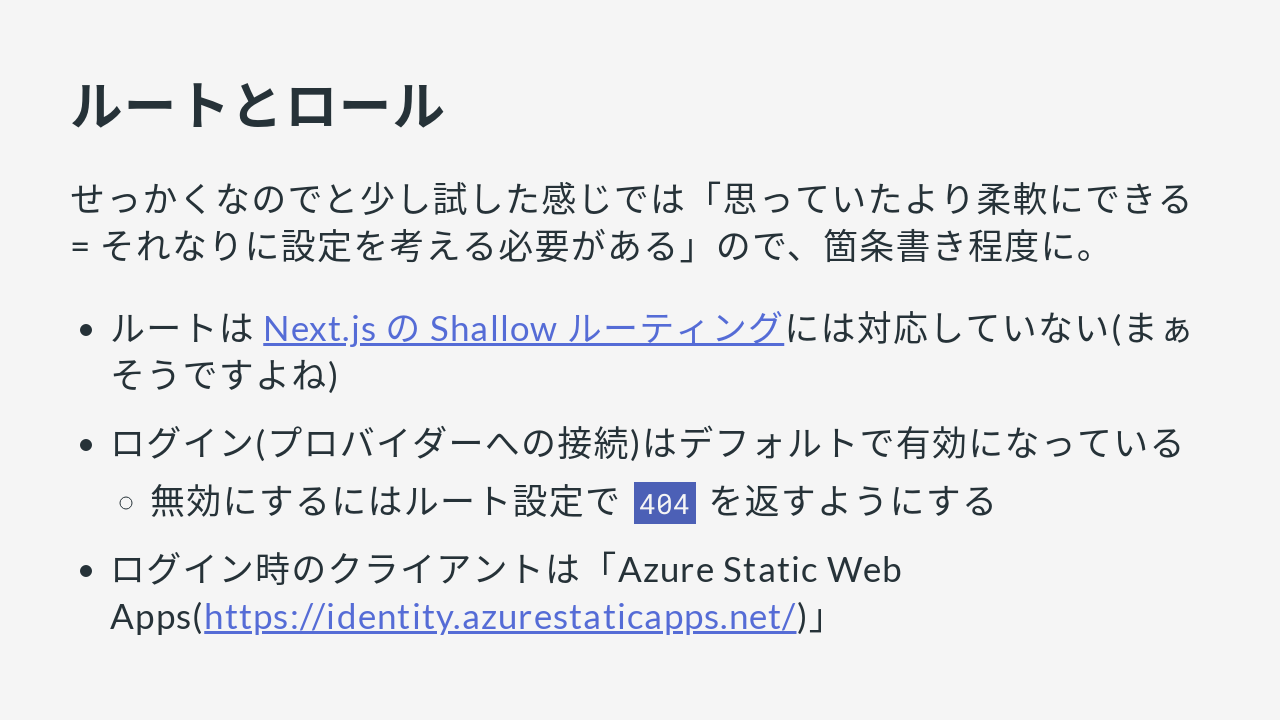 ルートとロール
せっかくなのでと少し試した感じでは「思っていたより柔軟にできる
= それなりに設定を考える必要がある」ので、箇条書き程度に。
• ルートは Next.js の Shallow ルーティングには対応していない(まぁ
そうですよね)
• ログイン(プロバイダーへの接続)はデフォルトで有効になっている
○ 無効にするにはルート設定で 404 を返すようにする
• ログイン時のクライアントは「Azure Static Web
Apps(https://identity.azurestaticapps.net/)」